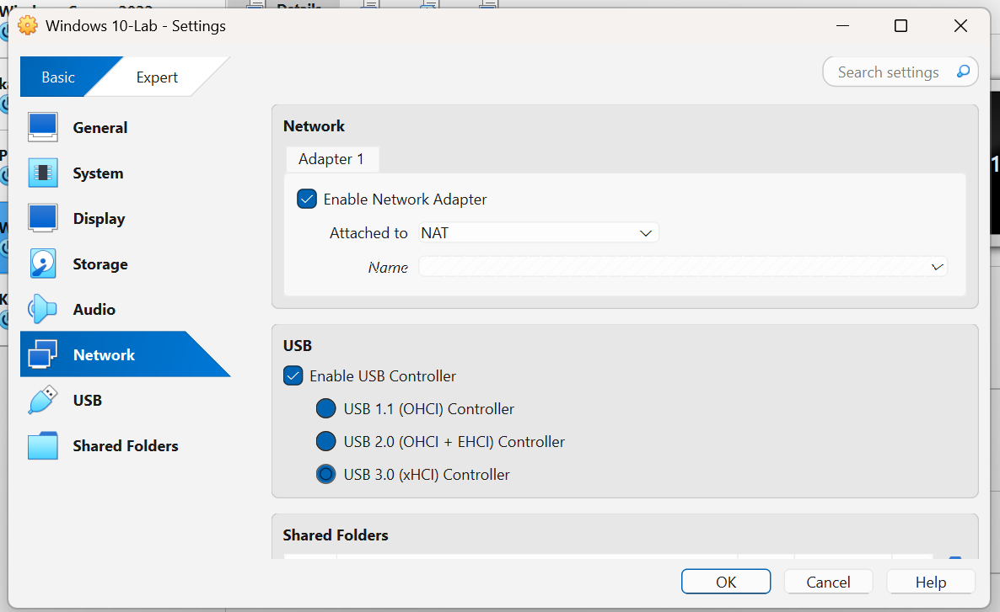 Details
Windows 10-Lab - Settings
Basic
Expert
Search settings
General
System
Display
Storage
Audio
Network
USB
Shared Folders
Network
Adapter 1
Enable Network Adapter
Attached to NAT
Name
USB
Enable USB Controller
USB 1.1 (OHCI) Controller
USB 2.0 (OHCI + EHCI) Controller
USB 3.0 (xHCI) Controller
Shared Folders
OK
Cancel
Help